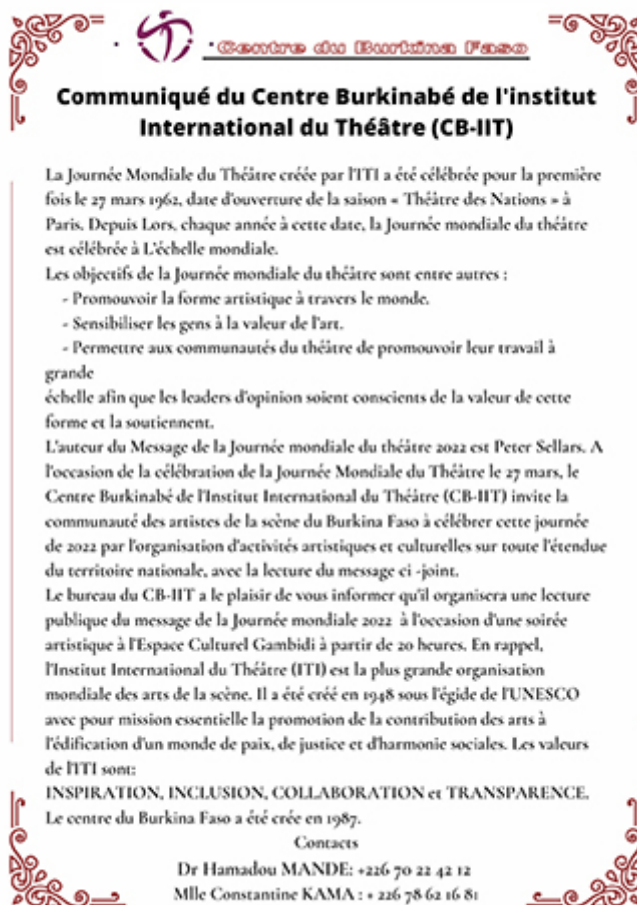 Centre du Burkina Faso
Communiqué du Centre Burkinabé de l'institut
International du Théâtre (CB-IIT)
La Journée Mondiale du Théâtre créée par l'ITI a été célébrée pour la première
fois le 27 mars 1962, date d'ouverture de la saison « Théâtre des Nations » à
Paris. Depuis Lors, chaque année à cette date, la Journée mondiale du théâtre
est célébrée à L'échelle mondiale.
Les objectifs de la Journée mondiale du théâtre sont entre autres :
- Promouvoir la forme artistique à travers le monde.
- Sensibiliser les gens à la valeur de l'art.
- Permettre aux communautés du théâtre de promouvoir leur travail à
grande
échelle afin que les leaders d'opinion soient conscients de la valeur de cette
forme et la soutiennent.
L'auteur du Message de la Journée mondiale du théâtre 2022 est Peter Sellars. A
l'occasion de la célébration de la Journée Mondiale du Théâtre le 27 mars, le
Centre Burkinabé de l'Institut International du Théâtre (CB-IIT) invite la
communauté des artistes de la scène du Burkina Faso à célébrer cette journée
de 2022 par l'organisation d'activités artistiques et culturelles sur toute l'étendue
du territoire nationale, avec la lecture du message ci -joint.
Le bureau du CB-IIT a le plaisir de vous informer qu'il organisera une lecture
publique du message de la Journée mondiale 2022 à l'occasion d'une soirée
artistique à l'Espace Culturel Gambidi à partir de 20 heures. En rappel,
l'Institut International du Théâtre (ITI) est la plus grande organisation
mondiale des arts de la scène. Il a été créé en 1948 sous l'égide de l'UNESCO
avec pour mission essentielle la promotion de la contribution des arts à
l'édification d'un monde de paix, de justice et d'harmonie sociales. Les valeurs
de l'ITI sont:
INSPIRATION, INCLUSION, COLLABORATION et TRANSPARENCE.
Le centre du Burkina Faso a été crée en 1987.
Contacts
Dr Hamadou MANDE: +226 70 22 42 12
Mlle Constantine KAMA : + 226 78 62 16 81